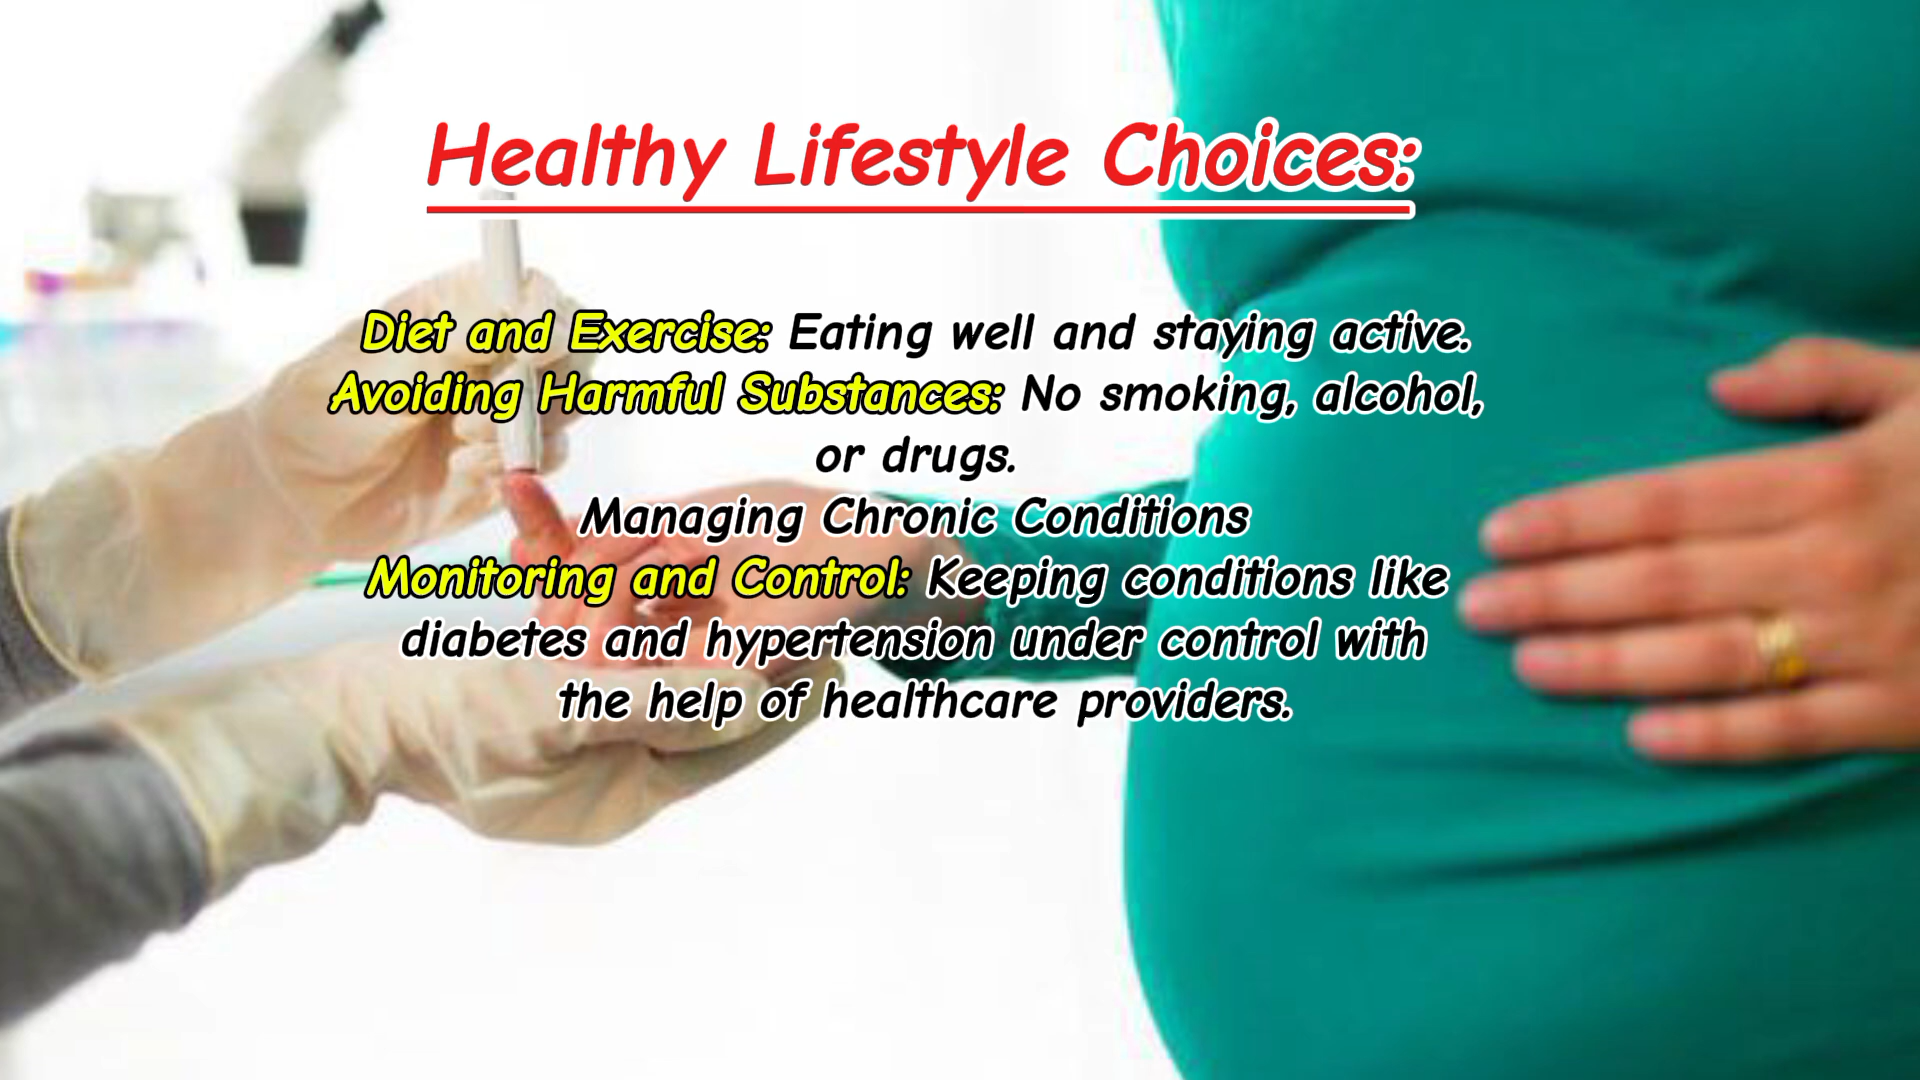 Healthy Lifestyle Choices:
Diet and Exercise: Eating well and staying active.
Avoiding Harmful Substances: No smoking, alcohol,
or drugs.
Managing Chronic Conditions
Monitoring and Control: Keeping conditions like
diabetes and hypertension under control with
the help of healthcare providers.